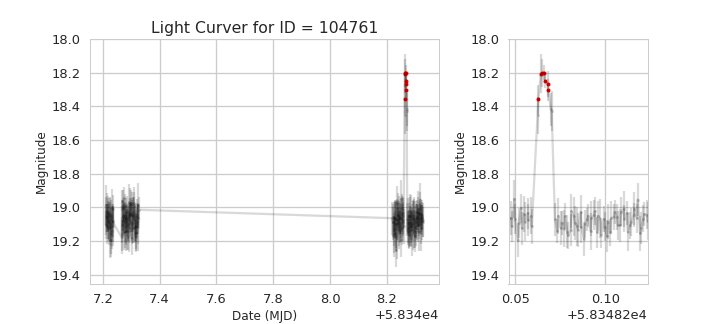 Light Curver for ID = 104761
Magnitude
18.0
18.2
18.4
18.6
18.8
19.0
19.2
19.4
7.2 7.4 7.6 7.8 8.0 8.2
Date (MJD)
+5.834e4
Magnitude
18.0
18.2
18.4
18.6
18.8
19.0
19.2
19.4
0.05 0.10
+5.83482e4